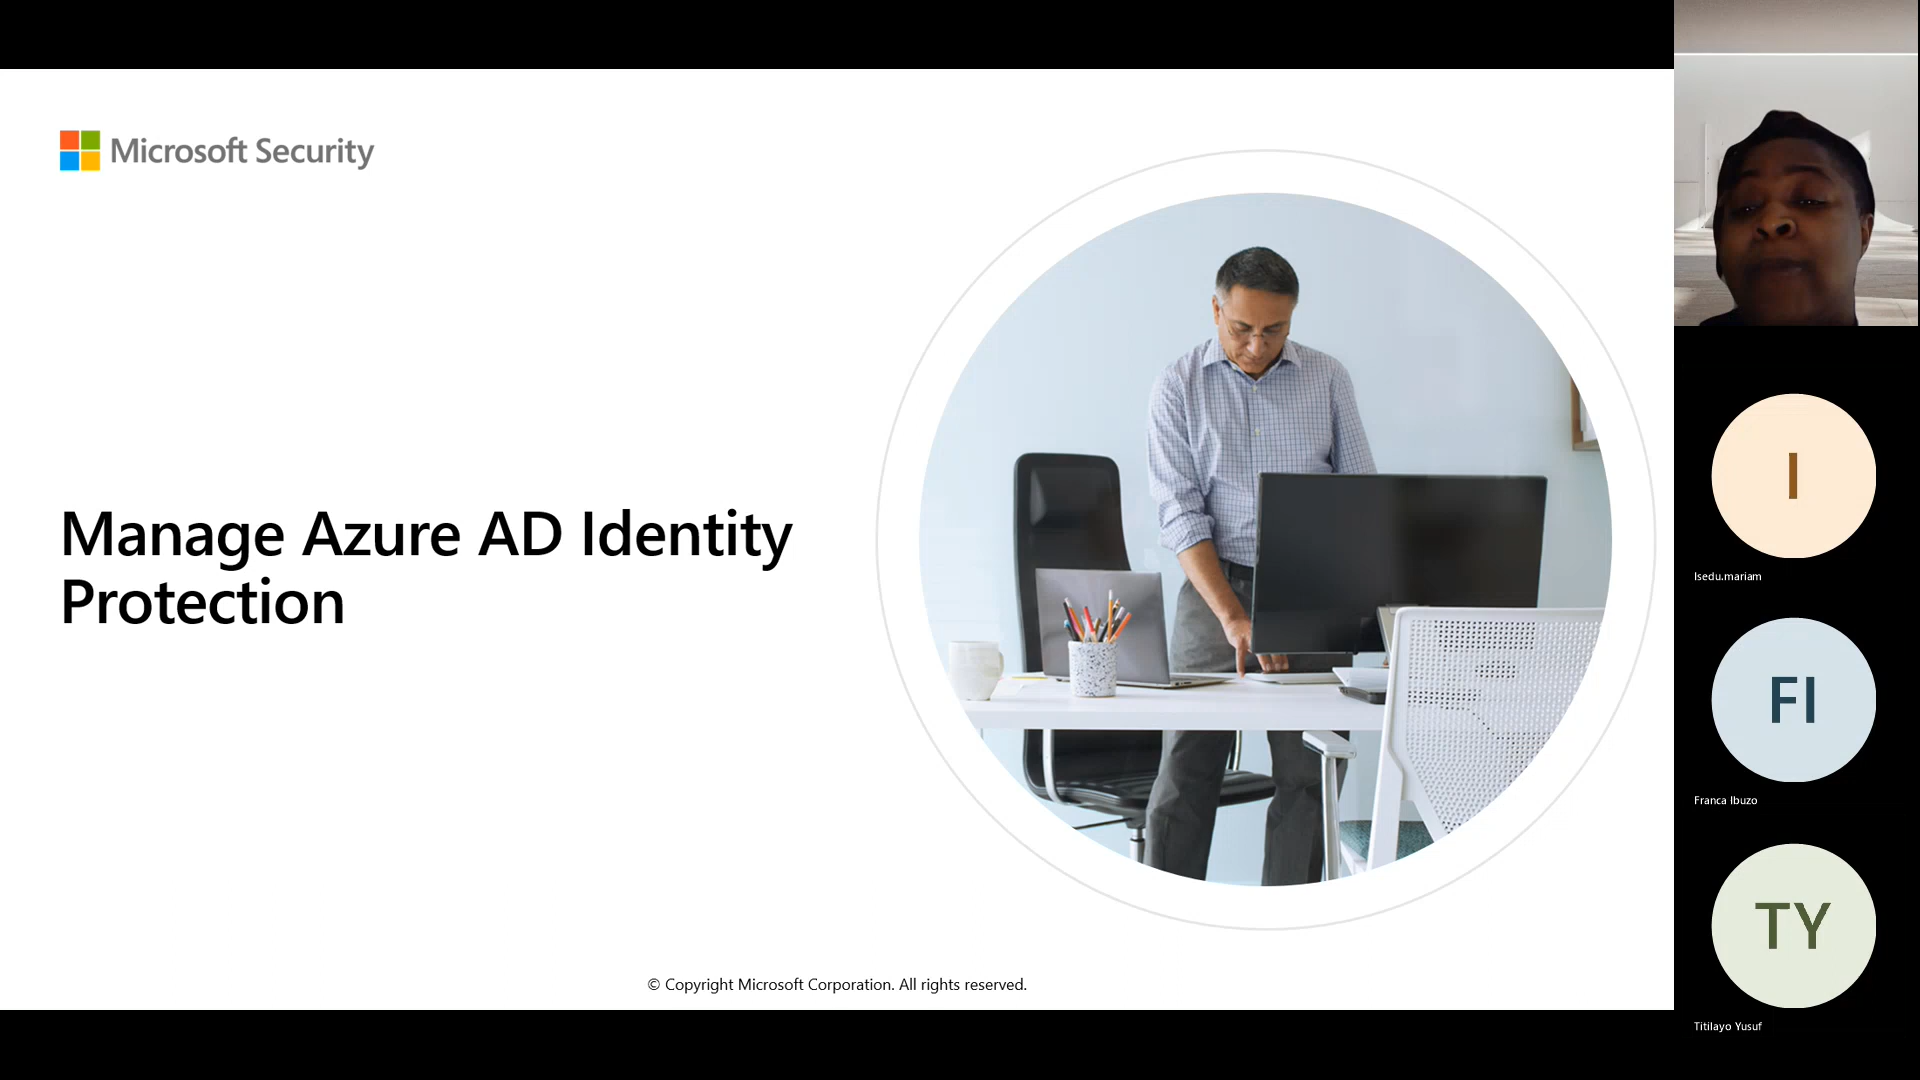 Microsoft Security
Manage Azure AD Identity
Protection
© Copyright Microsoft Corporation. All rights reserved.
I
Isedu.mariam
FI
Franca Ibuzo
TY
Titilayo Yusuf